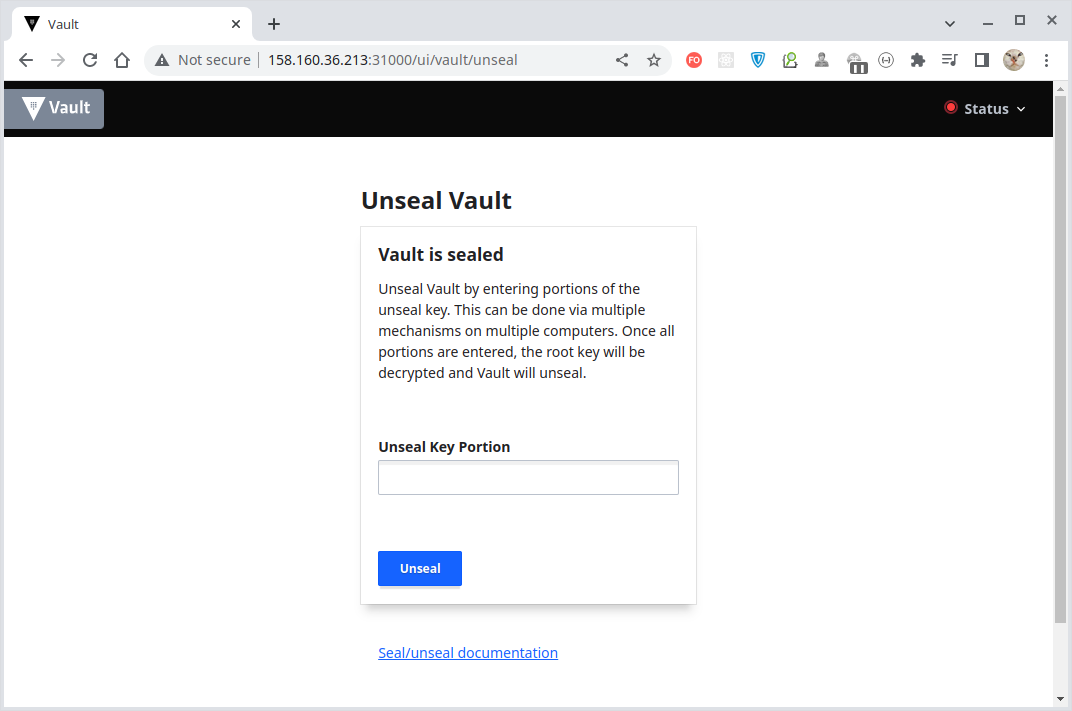 Vault
Not secure
158.160.36.213:31000/ui/vault/unseal
FO
Vault
Status
Unseal Vault
Vault is sealed
Unseal Vault by entering portions of the
unseal key. This can be done via multiple
mechanisms on multiple computers. Once all
portions are entered, the root key will be
decrypted and Vault will unseal.
Unseal Key Portion
Unseal
Seal/unseal documentation